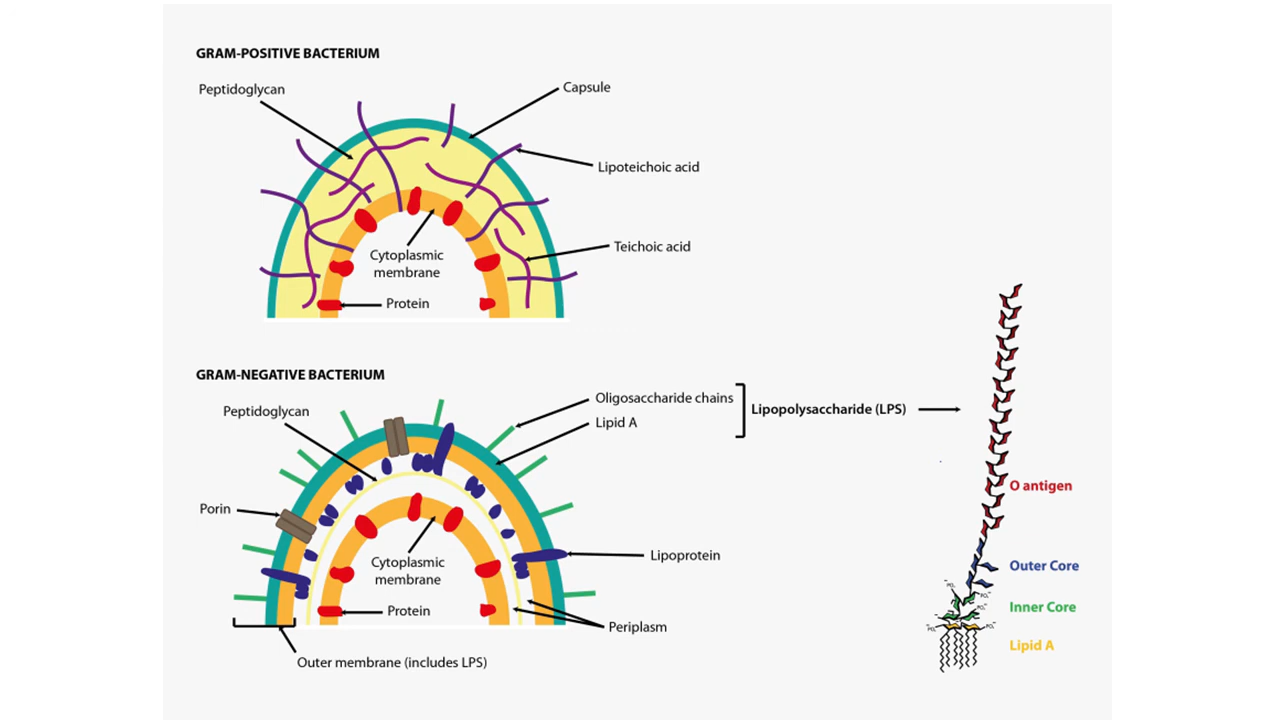 GRAM-POSITIVE BACTERIUM
Peptidoglycan
Capsule
Lipoteichoic acid
Teichoic acid
Cytoplasmic
membrane
Protein
GRAM-NEGATIVE BACTERIUM
Peptidoglycan
Oligosaccharide chains
Lipid A
Lipopolysaccharide (LPS)
Porin
Cytoplasmic
membrane
Lipoprotein
Protein
Periplasm
Outer membrane (includes LPS)
O antigen
Outer Core
Inner Core
Lipid A